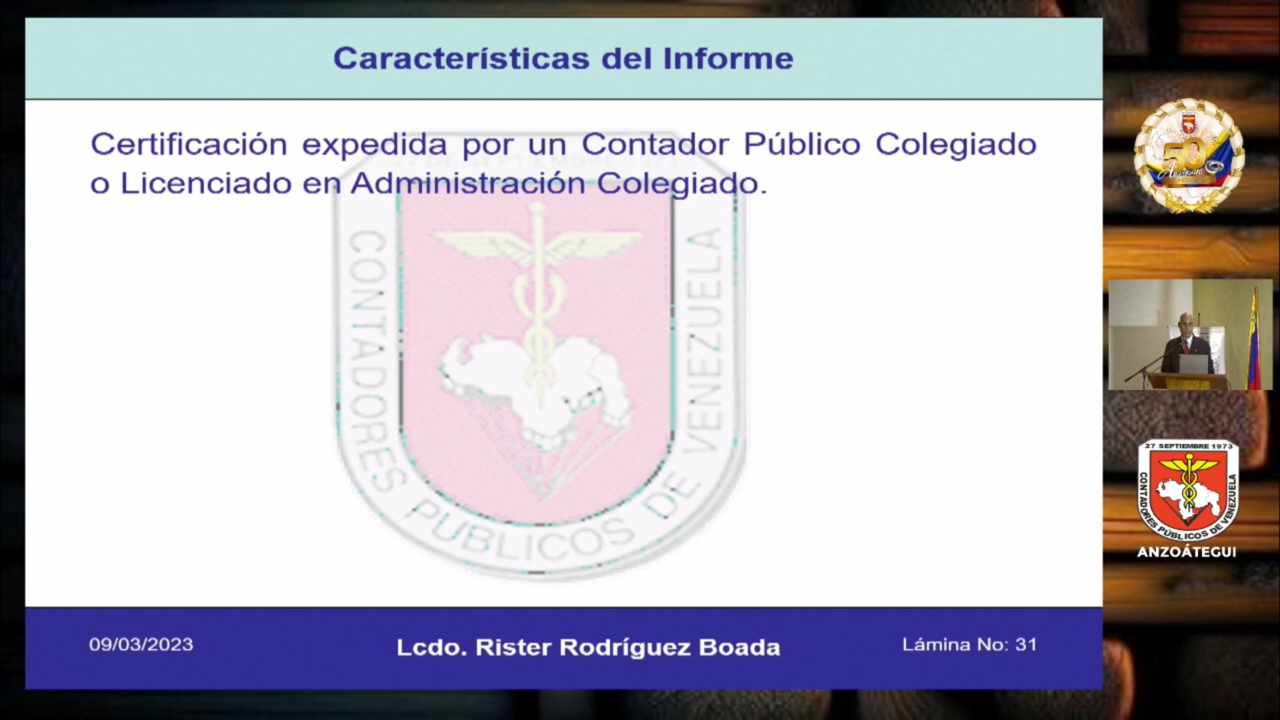 Características del Informe
Certificación expedida por un Contador Público Colegiado
o Licenciado en Administración Colegiado.
CONTADORES PÚBLICOS DE VENEZUELA
09/03/2023
Lcdo. Rister Rodríguez Boada
Lámina No: 31
50
27 SEPTIEMBRE 1973
CONTADORES PÚBLICOS DE VENEZUELA
ANZOÁTEGUI